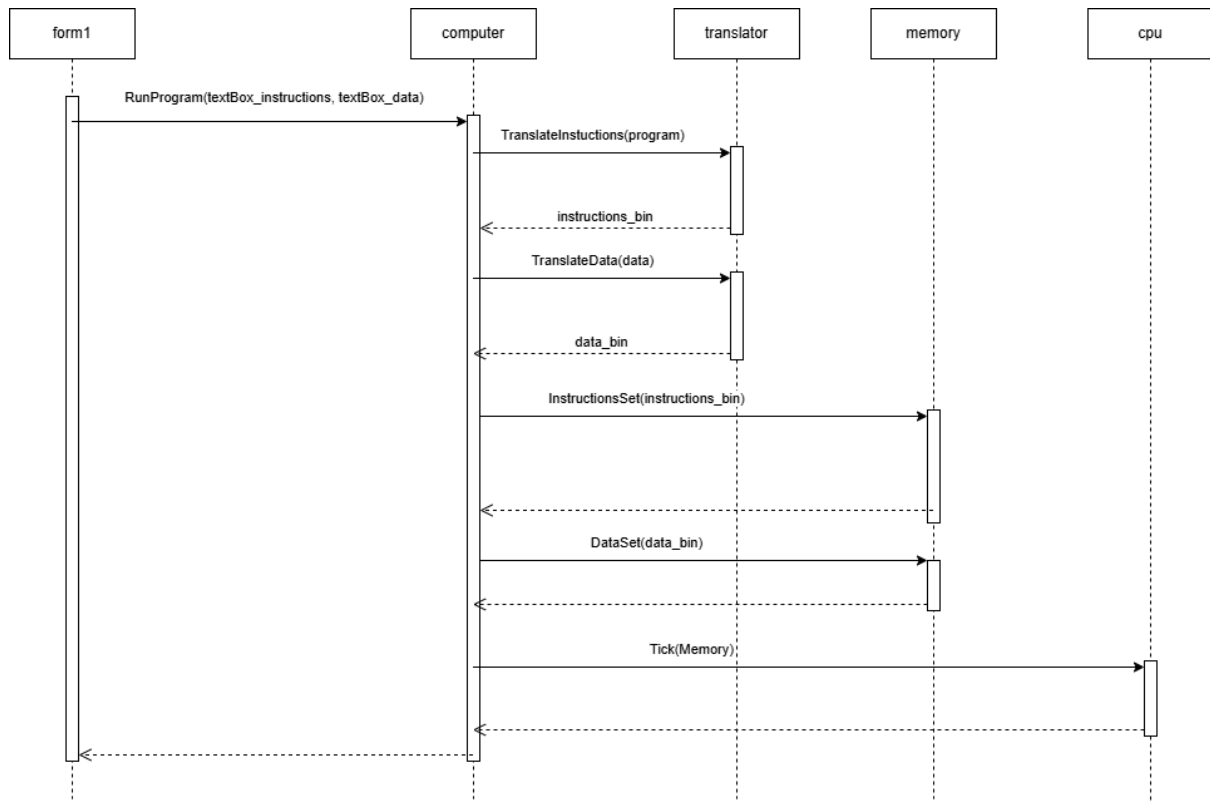 form1
computer
translator
memory
cpu
RunProgram(textBox_instructions, textBox_data)
TranslateInstuctions(program)
instructions_bin
TranslateData(data)
data_bin
InstructionsSet(instructions_bin)
DataSet(data_bin)
Tick(Memory)